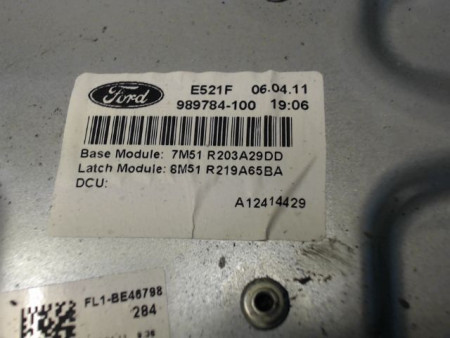 Ford E521F 06.04.11
989784-100 19:06
Base Module: 7M51 R203A29DD
Latch Module: 8M51 R219A65BA
DCU:
A12414429
FL1-BE46798
284